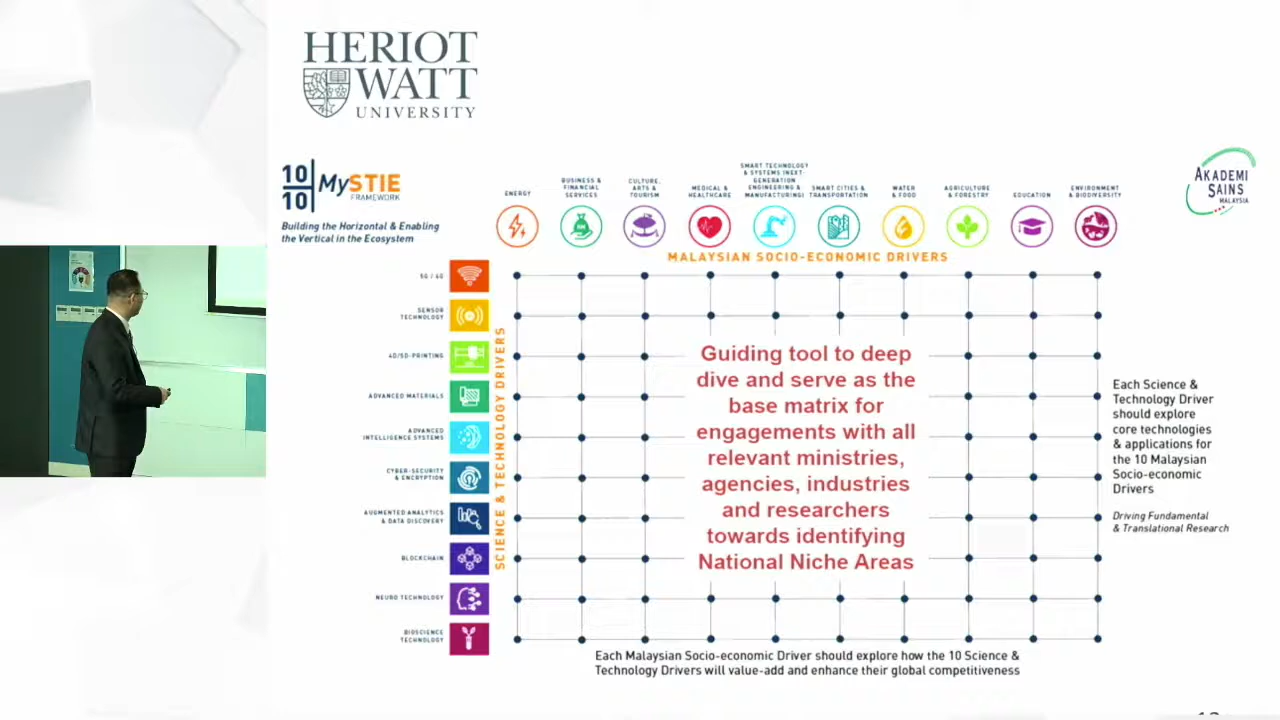 HERIOT
WATT
UNIVERSITY
10
10
MySTIE
FRAMEWORK
Building the Horizontal & Enabling
the Vertical in the Ecosystem
ENERGY
BUSINESS &
FINANCIAL
SERVICES
CULTURE,
ARTS &
TOURISM
MEDICAL &
HEALTHCARE
SMART TECHNOLOGY
& SYSTEMS (NEXT
GENERATION
ENGINEERING &
MANUFACTURING)
SMART CITIES &
TRANSPORTATION
WATER
& FOOD
AGRICULTURE
& FORESTRY
EDUCATION
ENVIRONMENT
& BIODIVERSITY
AKADEMI
SAINS
MALAYSIA
MALAYSIAN SOCIO-ECONOMIC DRIVERS
SCIENCE & TECHNOLOGY DRIVERS
5G / 6G
SENSOR
TECHNOLOGY
4D/5D-PRINTING
ADVANCED MATERIALS
ADVANCED
INTELLIGENCE SYSTEMS
CYBER-SECURITY
& ENCRYPTION
AUGMENTED ANALYTICS
& DATA DISCOVERY
BLOCKCHAIN
NEURO TECHNOLOGY
BIOSCIENCE
TECHNOLOGY
Guiding tool to deep
dive and serve as the
base matrix for
engagements with all
relevant ministries,
agencies, industries
and researchers
towards identifying
National Niche Areas
Each Science &
Technology Driver
should explore
core technologies
& applications for
the 10 Malaysian
Socio-economic
Drivers
Driving Fundamental
& Translational Research
Each Malaysian Socio-economic Driver should explore how the 10 Science &
Technology Drivers will value-add and enhance their global competitiveness